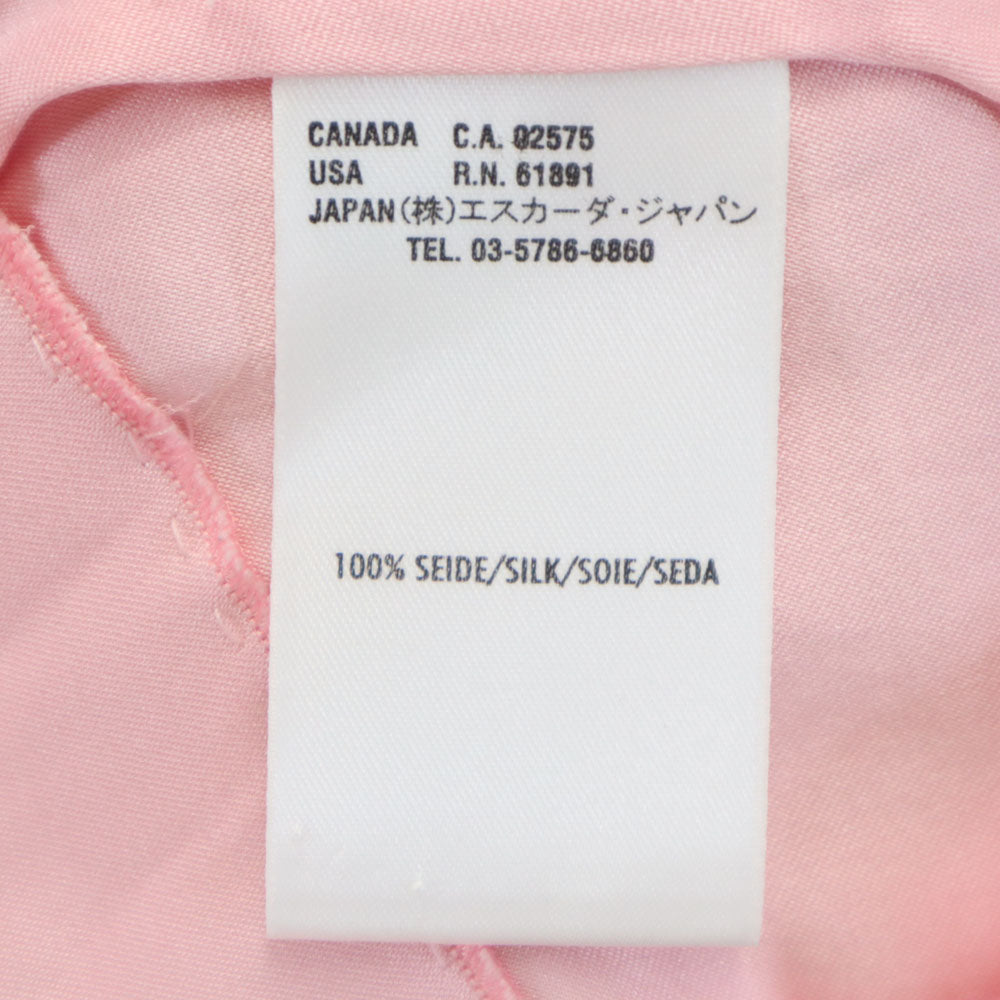 CANADA C.A. 02575
USA R.N. 61891
JAPAN(株)エスカーダ・ジャパン
TEL. 03-5786-6860
100% SEIDE/SILK/SOIE/SEDA